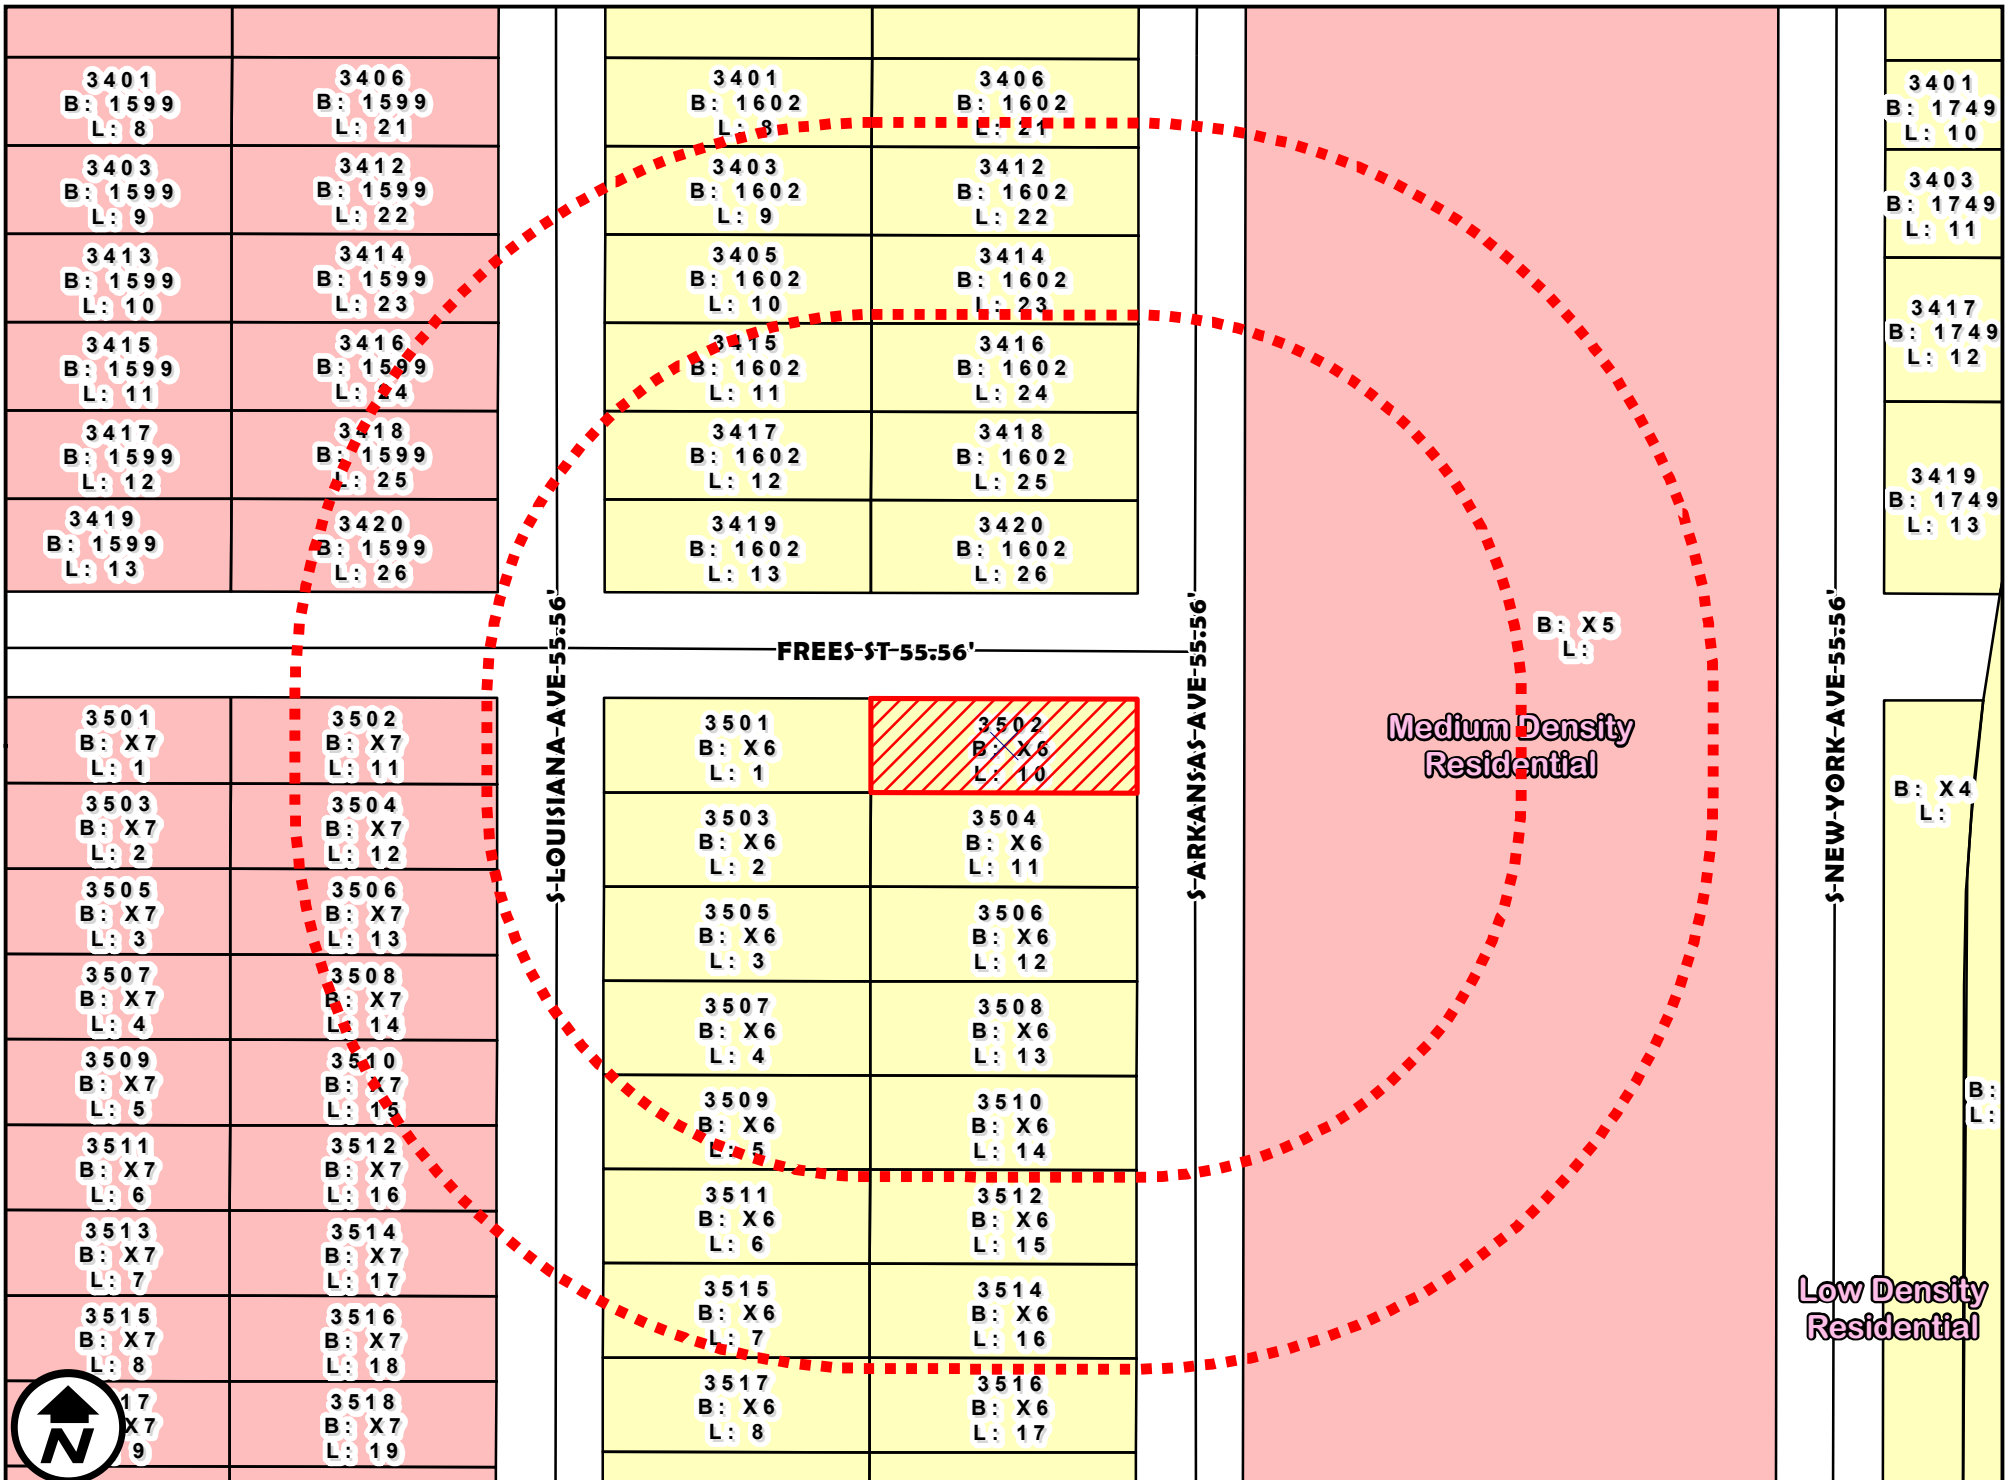 3401
B: 1599
L: 8
3406
B: 1599
L: 21
3401
B: 1602
L: 8
3406
B: 1602
L: 21
3401
B: 1749
L: 10
3403
B: 1599
L: 9
3412
B: 1599
L: 22
3403
B: 1602
L: 9
3412
B: 1602
L: 22
3403
B: 1749
L: 11
3413
B: 1599
L: 10
3414
B: 1599
L: 23
3405
B: 1602
L: 10
3414
B: 1602
L: 23
3417
B: 1749
L: 12
3415
B: 1599
L: 11
3416
B: 1599
L: 24
3415
B: 1602
L: 11
3416
B: 1602
L: 24
3417
B: 1599
L: 12
3418
B: 1599
L: 25
3417
B: 1602
L: 12
3418
B: 1602
L: 25
3419
B: 1749
L: 13
3419
B: 1599
L: 13
3420
B: 1599
L: 26
3419
B: 1602
L: 13
3420
B: 1602
L: 26
B: X5
L:
FREES-ST-55.56'
S-LOUISIANA-AVE-55.56'
S-ARKANSAS-AVE-55.56'
S-NEW-YORK-AVE-55.56'
3501
B: X7
L: 1
3502
B: X7
L: 11
3501
B: X6
L: 1
3502
B: X6
L: 10
Medium Density
Residential
B: X4
L:
3503
B: X7
L: 2
3504
B: X7
L: 12
3503
B: X6
L: 2
3504
B: X6
L: 11
3505
B: X7
L: 3
3506
B: X7
L: 13
3505
B: X6
L: 3
3506
B: X6
L: 12
3507
B: X7
L: 4
3508
B: X7
L: 14
3507
B: X6
L: 4
3508
B: X6
L: 13
3509
B: X7
L: 5
3510
B: X7
L: 15
3509
B: X6
L: 5
3510
B: X6
L: 14
B:
L:
3511
B: X7
L: 6
3512
B: X7
L: 16
3511
B: X6
L: 6
3512
B: X6
L: 15
3513
B: X7
L: 7
3514
B: X7
L: 17
3515
B: X6
L: 7
3514
B: X6
L: 16
Low Density
Residential
3515
B: X7
L: 8
3516
B: X7
L: 18
3517
B: X6
L: 8
3516
B: X6
L: 17
17
X7
9
3518
B: X7
L: 19
N